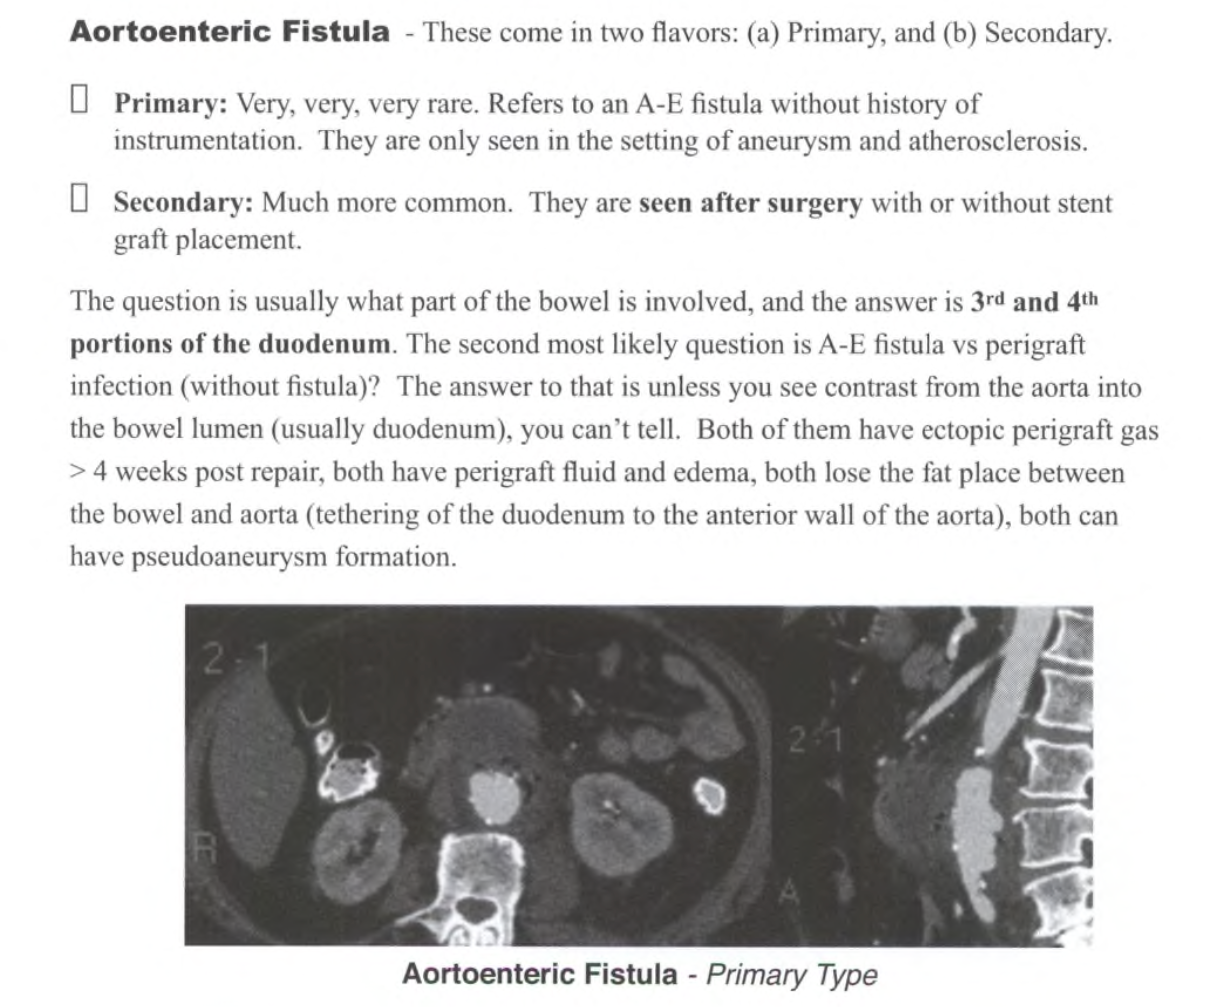 Aortoenteric Fistula - These come in two flavors: (a) Primary, and (b) Secondary.
Primary: Very, very, very rare. Refers to an A-E fistula without history of
instrumentation. They are only seen in the setting of aneurysm and atherosclerosis.
Secondary: Much more common. They are seen after surgery with or without stent
graft placement.
The question is usually what part of the bowel is involved, and the answer is 3rd and 4th
portions of the duodenum. The second most likely question is A-E fistula vs perigraft
infection (without fistula)? The answer to that is unless you see contrast from the aorta into
the bowel lumen (usually duodenum), you can't tell. Both of them have ectopic perigraft gas
> 4 weeks post repair, both have perigraft fluid and edema, both lose the fat place between
the bowel and aorta (tethering of the duodenum to the anterior wall of the aorta), both can
have pseudoaneurysm formation.
2-1
2-1
R
A
Aortoenteric Fistula - Primary Type